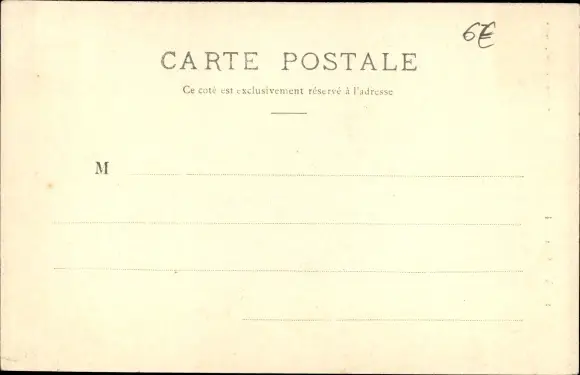 6€
CARTE POSTALE
Ce coté est exclusivement réservé à l'adresse
M